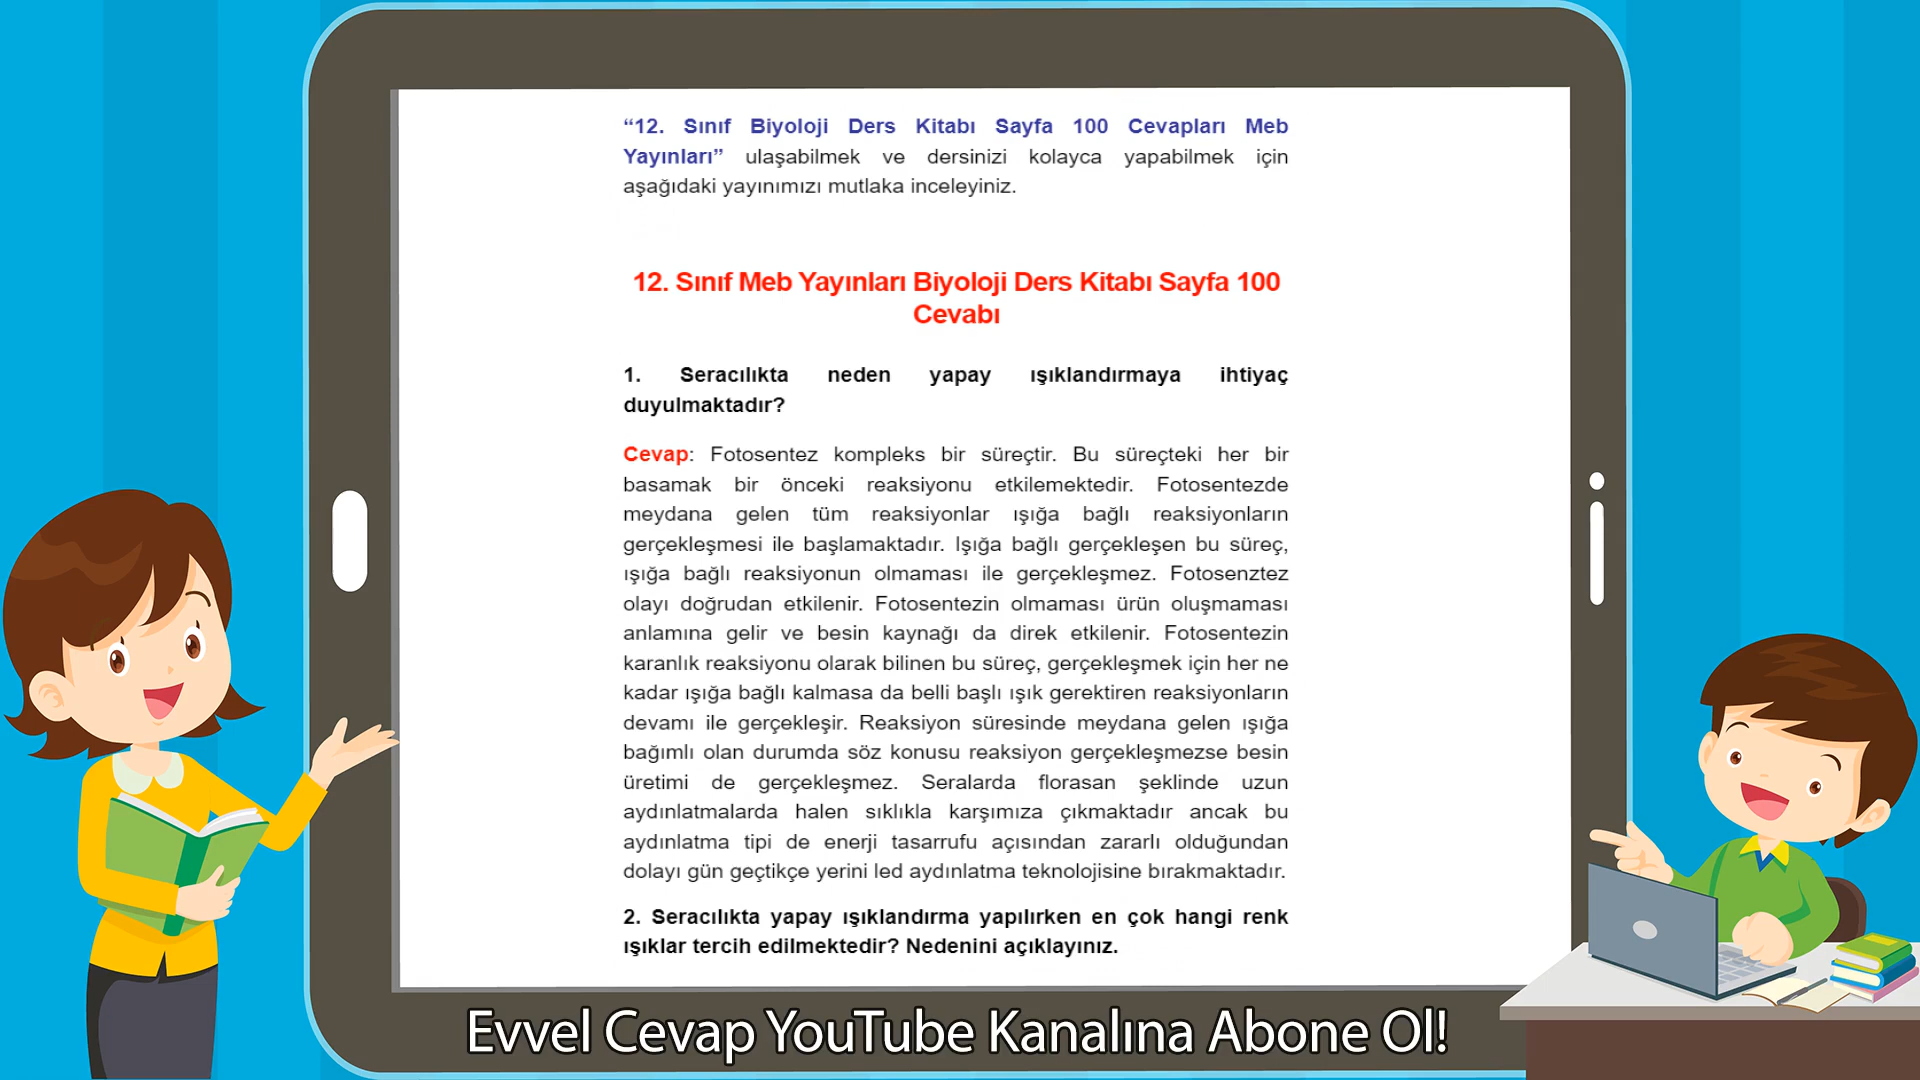 “12. Sınıf Biyoloji Ders Kitabı Sayfa 100 Cevapları Meb
Yayınları” ulaşabilmek ve dersinizi kolayca yapabilmek için
aşağıdaki yayınımızı mutlaka inceleyiniz.
12. Sınıf Meb Yayınları Biyoloji Ders Kitabı Sayfa 100
Cevabı
1. Seracılıkta neden yapay ışıklandırmaya ihtiyaç
duyulmaktadır?
Cevap: Fotosentez kompleks bir süreçtir. Bu süreçteki her bir
basamak bir önceki reaksiyonu etkilemektedir. Fotosentezde
meydana gelen tüm reaksiyonlar ışığa bağlı reaksiyonların
gerçekleşmesi ile başlamaktadır. Işığa bağlı gerçekleşen bu süreç,
ışığa bağlı reaksiyonun olmaması ile gerçekleşmez. Fotosenztez
olayı doğrudan etkilenir. Fotosentezin olmaması ürün oluşmaması
anlamına gelir ve besin kaynağı da direk etkilenir. Fotosentezin
karanlık reaksiyonu olarak bilinen bu süreç, gerçekleşmek için her ne
kadar ışığa bağlı kalmasa da belli başlı ışık gerektiren reaksiyonların
devamı ile gerçekleşir. Reaksiyon süresinde meydana gelen ışığa
bağımlı olan durumda söz konusu reaksiyon gerçekleşmezse besin
üretimi de gerçekleşmez. Seralarda florasan şeklinde uzun
aydınlatmalarda halen sıklıkla karşımıza çıkmaktadır ancak bu
aydınlatma tipi de enerji tasarrufu açısından zararlı olduğundan
dolayı gün geçtikçe yerini led aydınlatma teknolojisine bırakmaktadır.
2. Seracılıkta yapay ışıklandırma yapılırken en çok hangi renk
ışıklar tercih edilmektedir? Nedenini açıklayınız.
Evvel Cevap YouTube Kanalına Abone Ol!